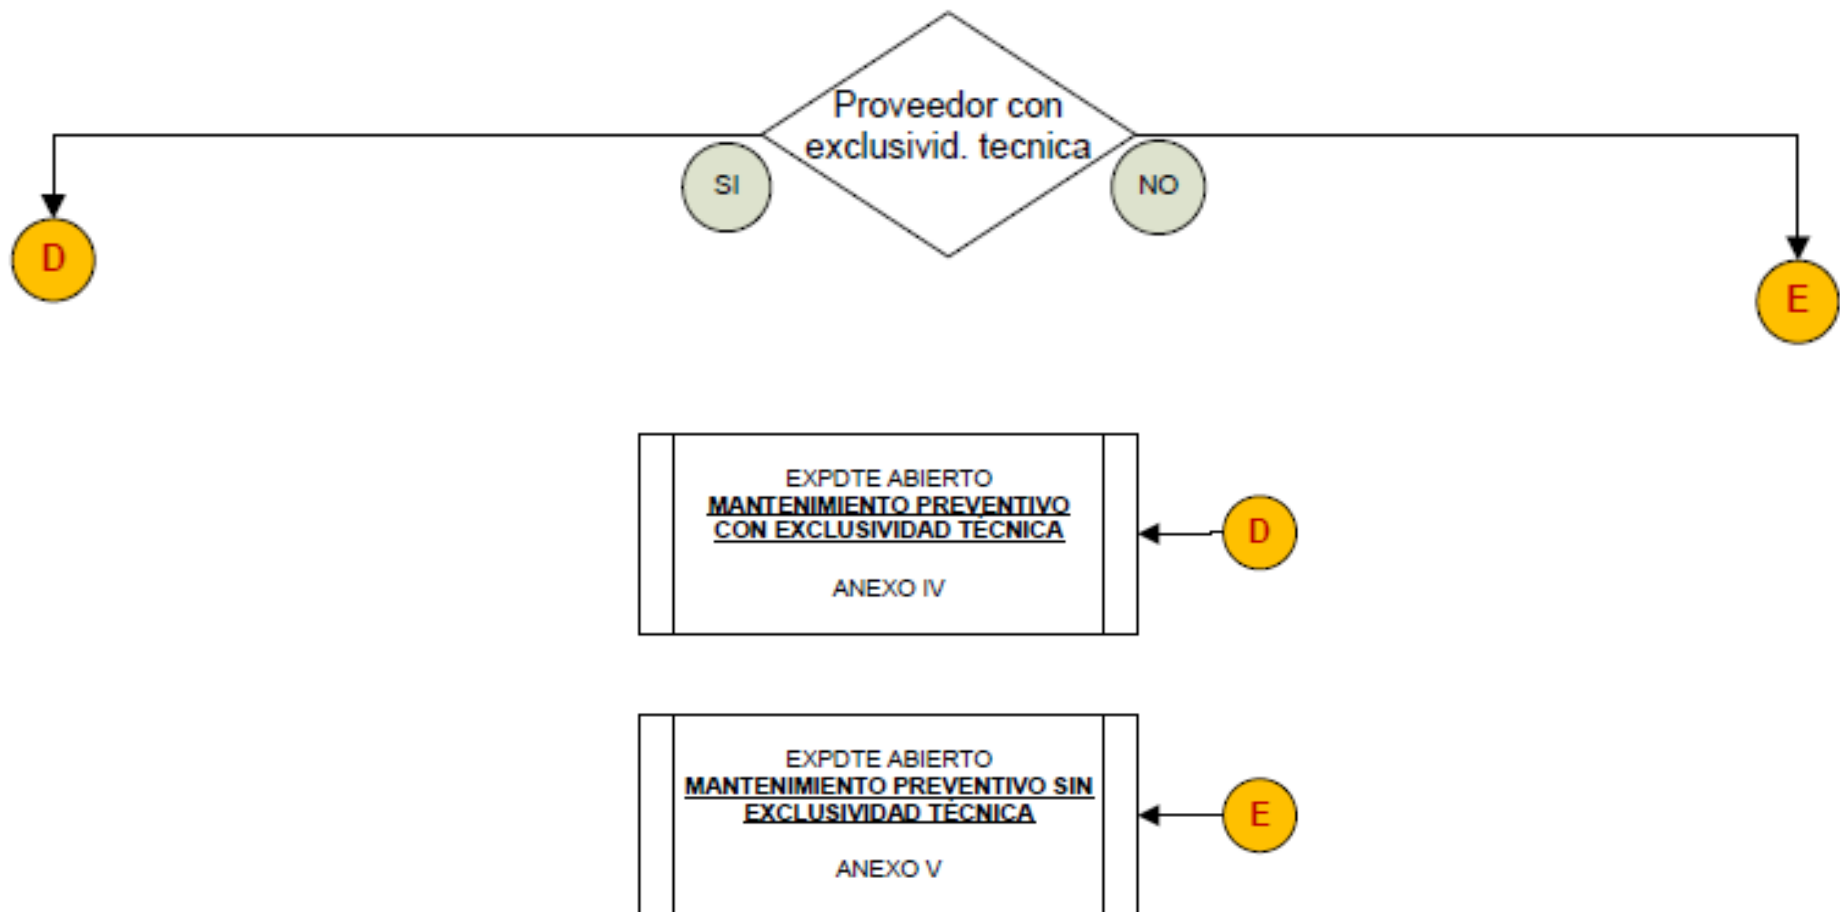 Proveedor con
exclusivid. tecnica
SI
NO
D
E
EXPDTE ABIERTO
MANTENIMIENTO PREVENTIVO
CON EXCLUSIVIDAD TÉCNICA
ANEXO IV
D
EXPDTE ABIERTO
MANTENIMIENTO PREVENTIVO SIN
EXCLUSIVIDAD TÉCNICA
ANEXO V
E